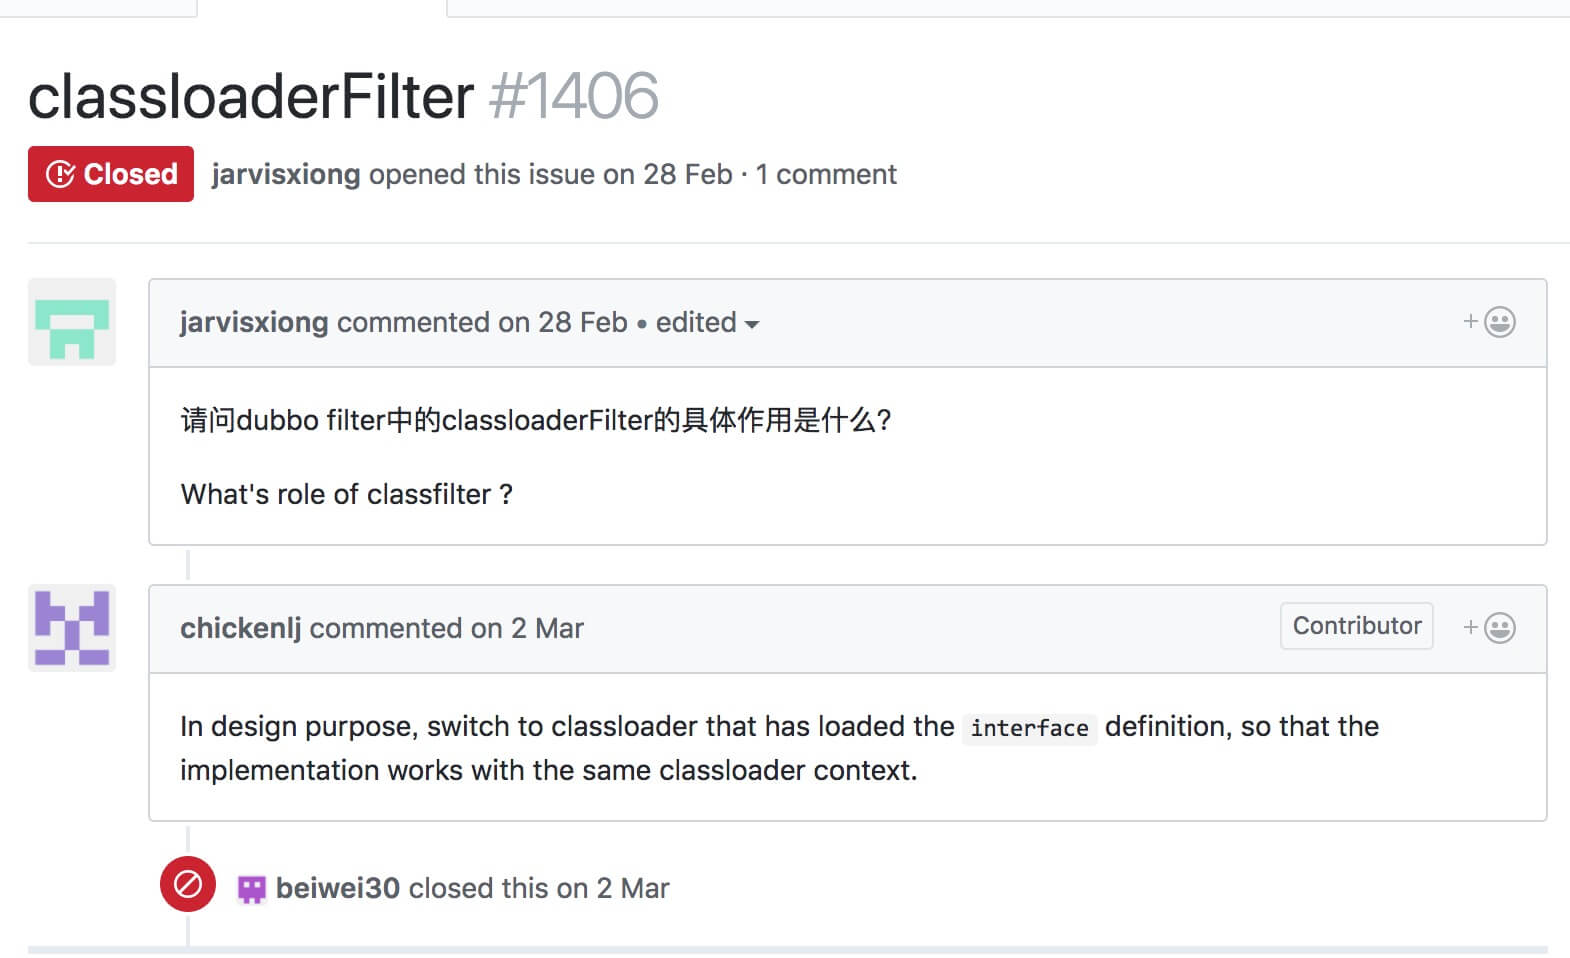 classloaderFilter #1406
Closed jarvisxiong opened this issue on 28 Feb · 1 comment
jarvisxiong commented on 28 Feb • edited
请问dubbo filter中的classloaderFilter的具体作用是什么?
What's role of classfilter ?
chickenlj commented on 2 Mar Contributor
In design purpose, switch to classloader that has loaded the interface definition, so that the
implementation works with the same classloader context.
beiwei30 closed this on 2 Mar